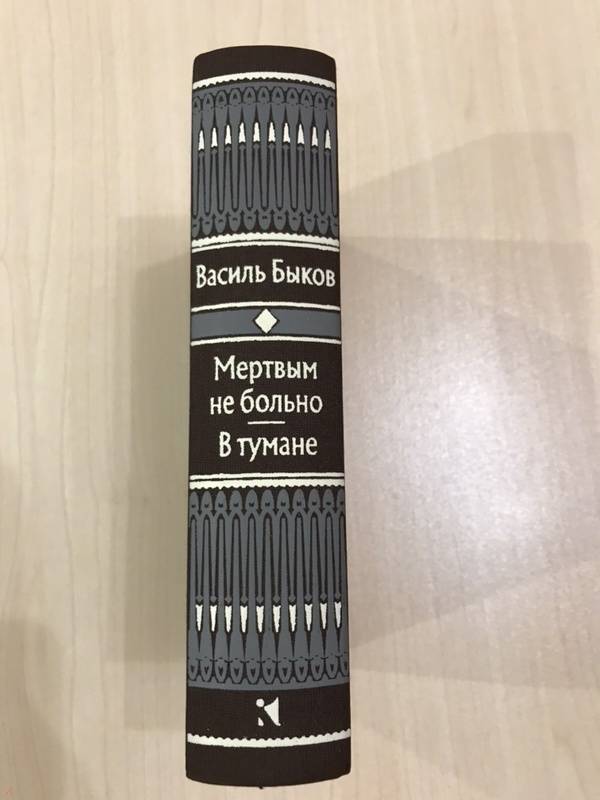 Василь Быков
Мертвым
не больно
В тумане